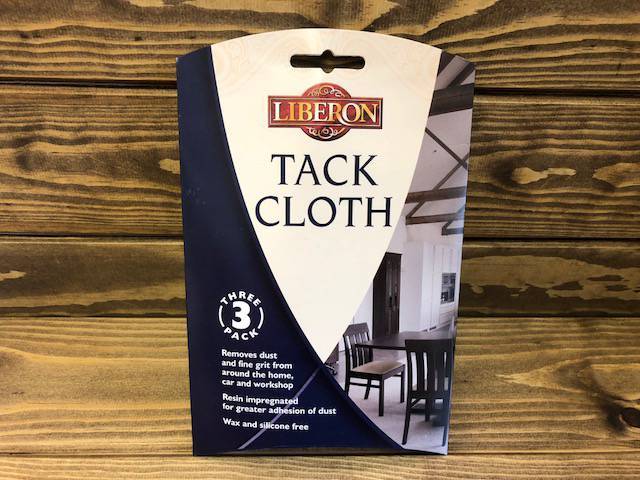 LIBERON
TACK
CLOTH
THREE
3
PACK
Removes dust
and fine grit from
around the home,
car and workshop
Resin impregnated
for greater adhesion of dust
Wax and silicone free